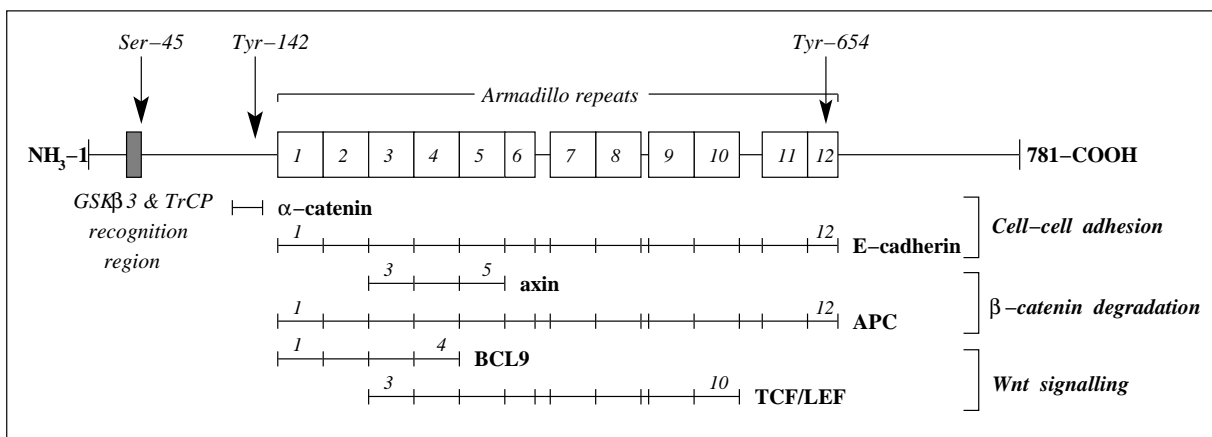 Ser–45 Tyr–142 Tyr–654
Armadillo repeats
NH3–1 1 2 3 4 5 6 7 8 9 10 11 12 781–COOH
GSKβ3 & TrCP
recognition
region
α–catenin
1 12 E–cadherin
Cell–cell adhesion
3 5 axin
1 12 APC
β–catenin degradation
1 4 BCL9
3 10 TCF/LEF
Wnt signalling